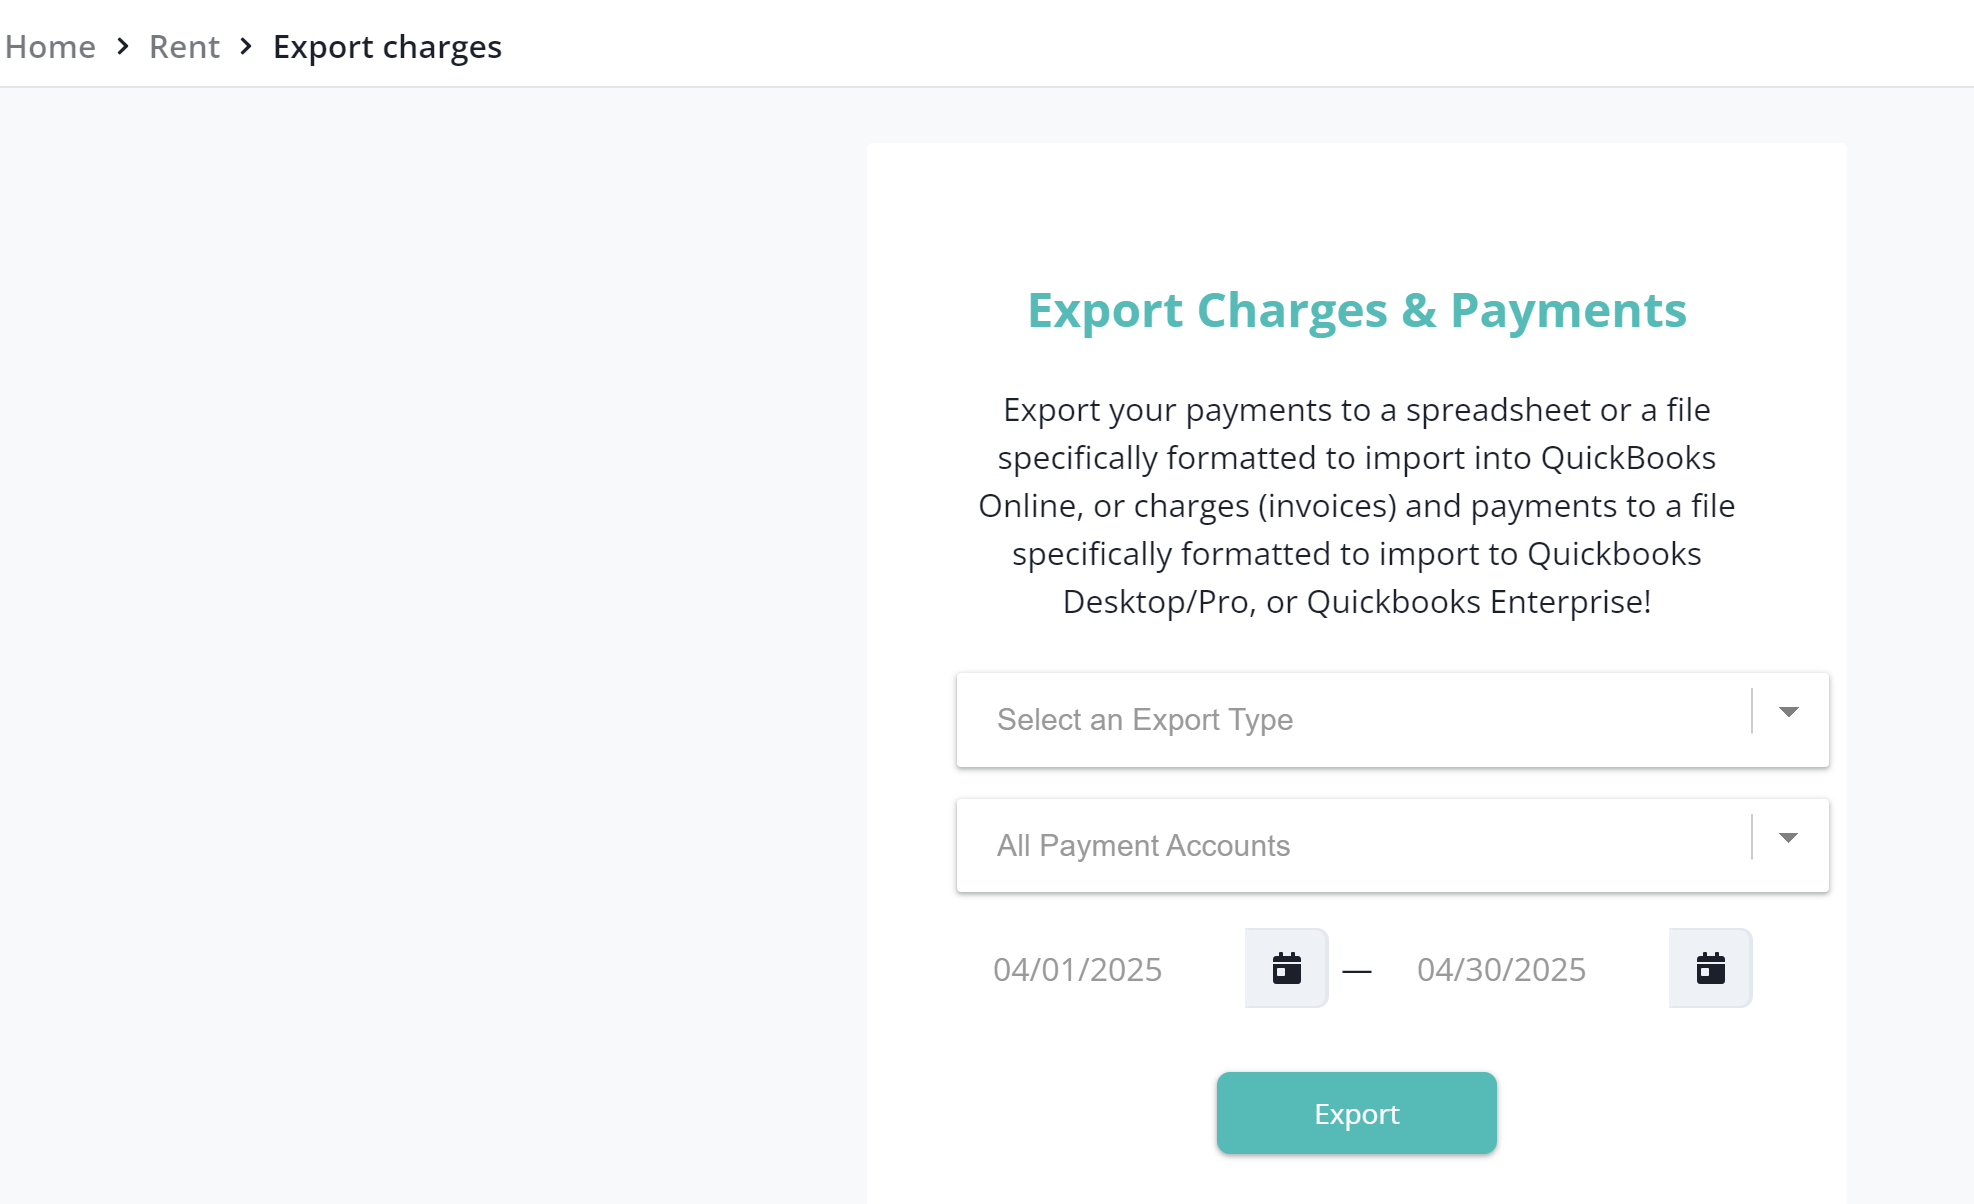 Home > Rent > Export charges
Export Charges & Payments
Export your payments to a spreadsheet or a file
specifically formatted to import into QuickBooks
Online, or charges (invoices) and payments to a file
specifically formatted to import to Quickbooks
Desktop/Pro, or Quickbooks Enterprise!
Select an Export Type
All Payment Accounts
04/01/2025 — 04/30/2025
Export